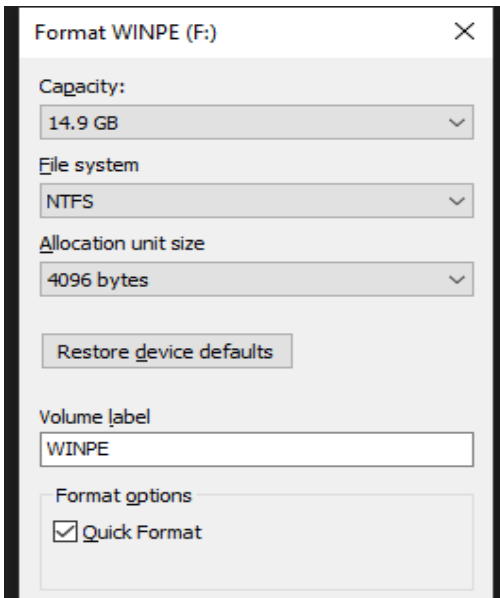 Format WINPE (F:)
Capacity:
14.9 GB
File system
NTFS
Allocation unit size
4096 bytes
Restore device defaults
Volume label
WINPE
Format options
Quick Format